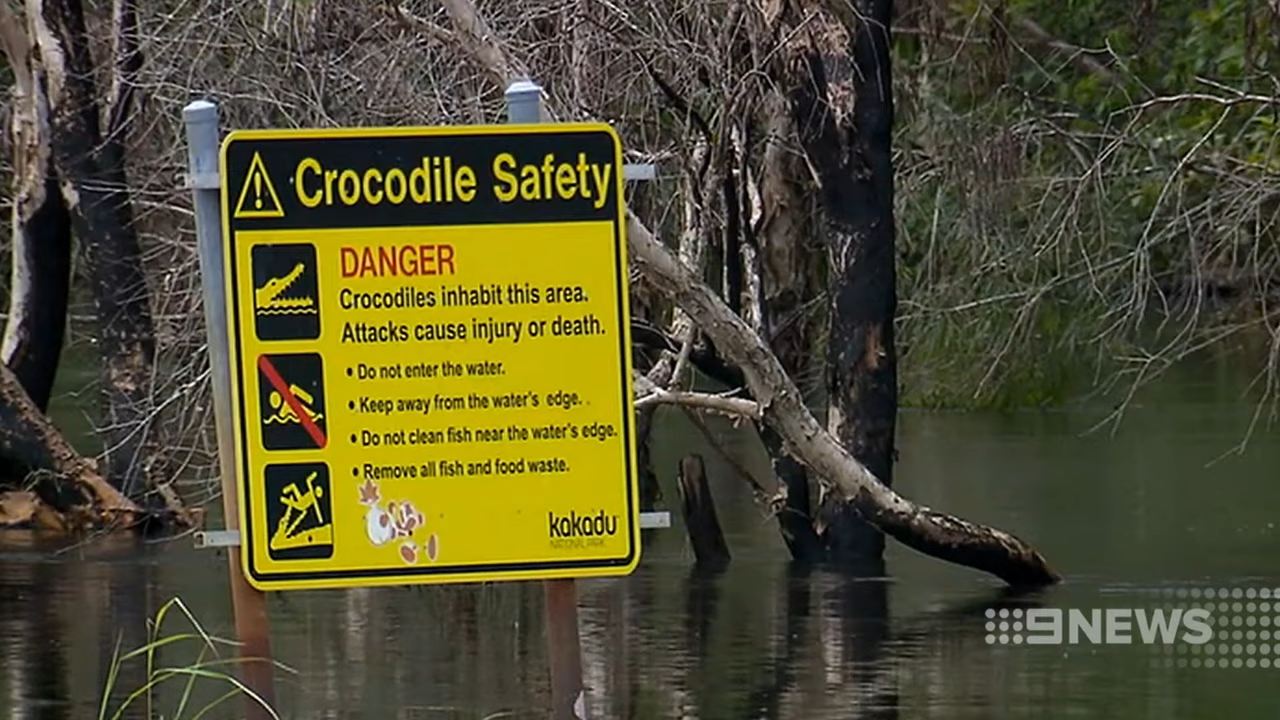 Crocodile Safety
DANGER
Crocodiles inhabit this area.
Attacks cause injury or death.
• Do not enter the water.
• Keep away from the water's edge.
• Do not clean fish near the water's edge.
• Remove all fish and food waste.
kakadu
NATIONAL PARK
9NEWS